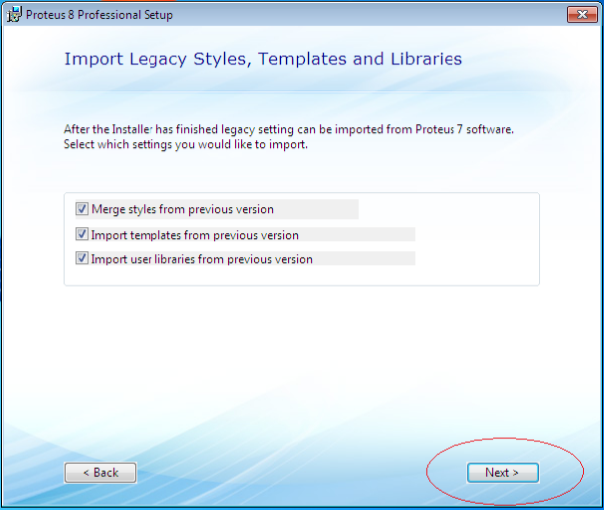 Proteus 8 Professional Setup
Import Legacy Styles, Templates and Libraries
After the Installer has finished legacy setting can be imported from Proteus 7 software.
Select which settings you would like to import.
Merge styles from previous version
Import templates from previous version
Import user libraries from previous version
< Back
Next >